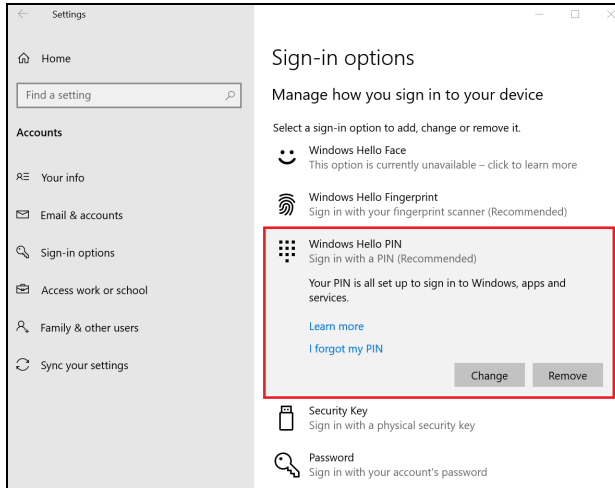 Settings
Home
Find a setting
Accounts
Your info
Email & accounts
Sign-in options
Access work or school
Family & other users
Sync your settings
Sign-in options
Manage how you sign in to your device
Select a sign-in option to add, change or remove it.
Windows Hello Face
This option is currently unavailable – click to learn more
Windows Hello Fingerprint
Sign in with your fingerprint scanner (Recommended)
Windows Hello PIN
Sign in with a PIN (Recommended)
Your PIN is all set up to sign in to Windows, apps and
services.
Learn more
I forgot my PIN
Change Remove
Security Key
Sign in with a physical security key
Password
Sign in with your account's password